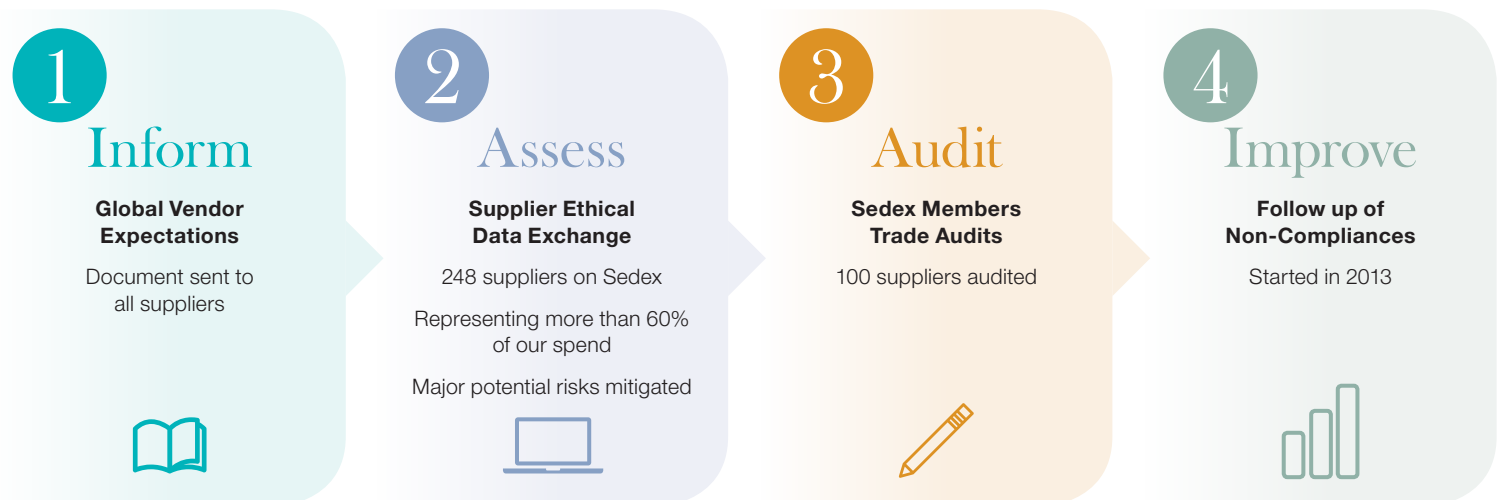 1
Inform
Global Vendor
Expectations
Document sent to
all suppliers
2
Assess
Supplier Ethical
Data Exchange
248 suppliers on Sedex
Representing more than 60%
of our spend
Major potential risks mitigated
3
Audit
Sedex Members
Trade Audits
100 suppliers audited
4
Improve
Follow up of
Non-Compliances
Started in 2013